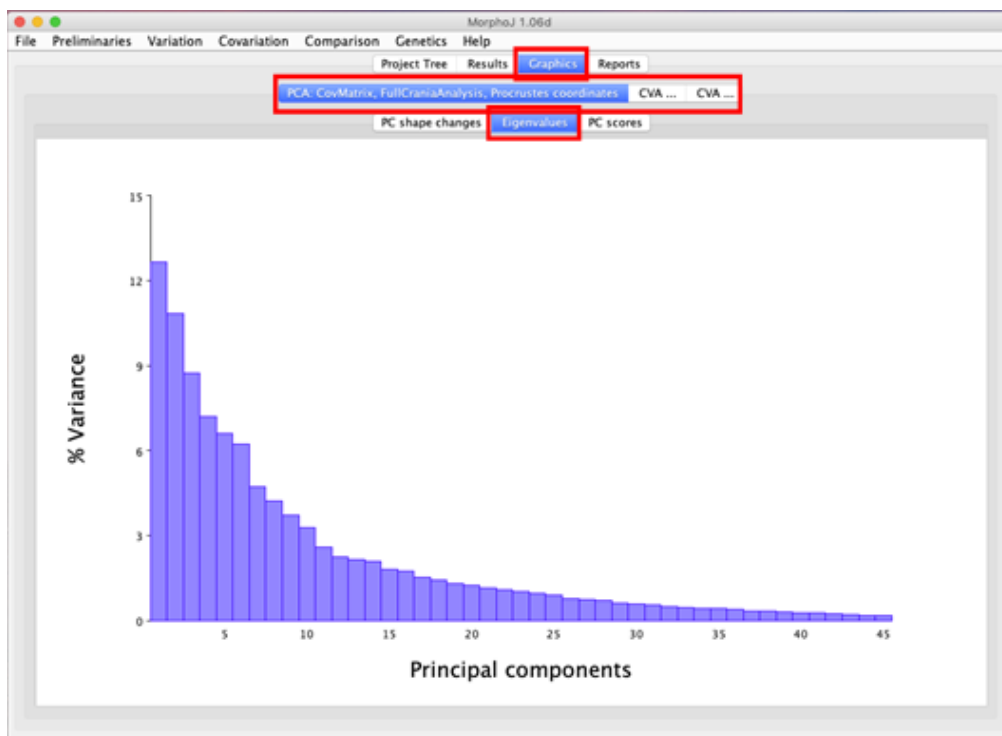 MorphoJ 1.06d
File Preliminaries Variation Covariation Comparison Genetics Help
Project Tree Results Graphics Reports
PCA: CovMatrix, FullCraniaAnalysis, Procrustes coordinates CVA ... CVA ...
PC shape changes Eigenvalues PC scores
15
12
9
6
3
0
% Variance
5 10 15 20 25 30 35 40 45
Principal components